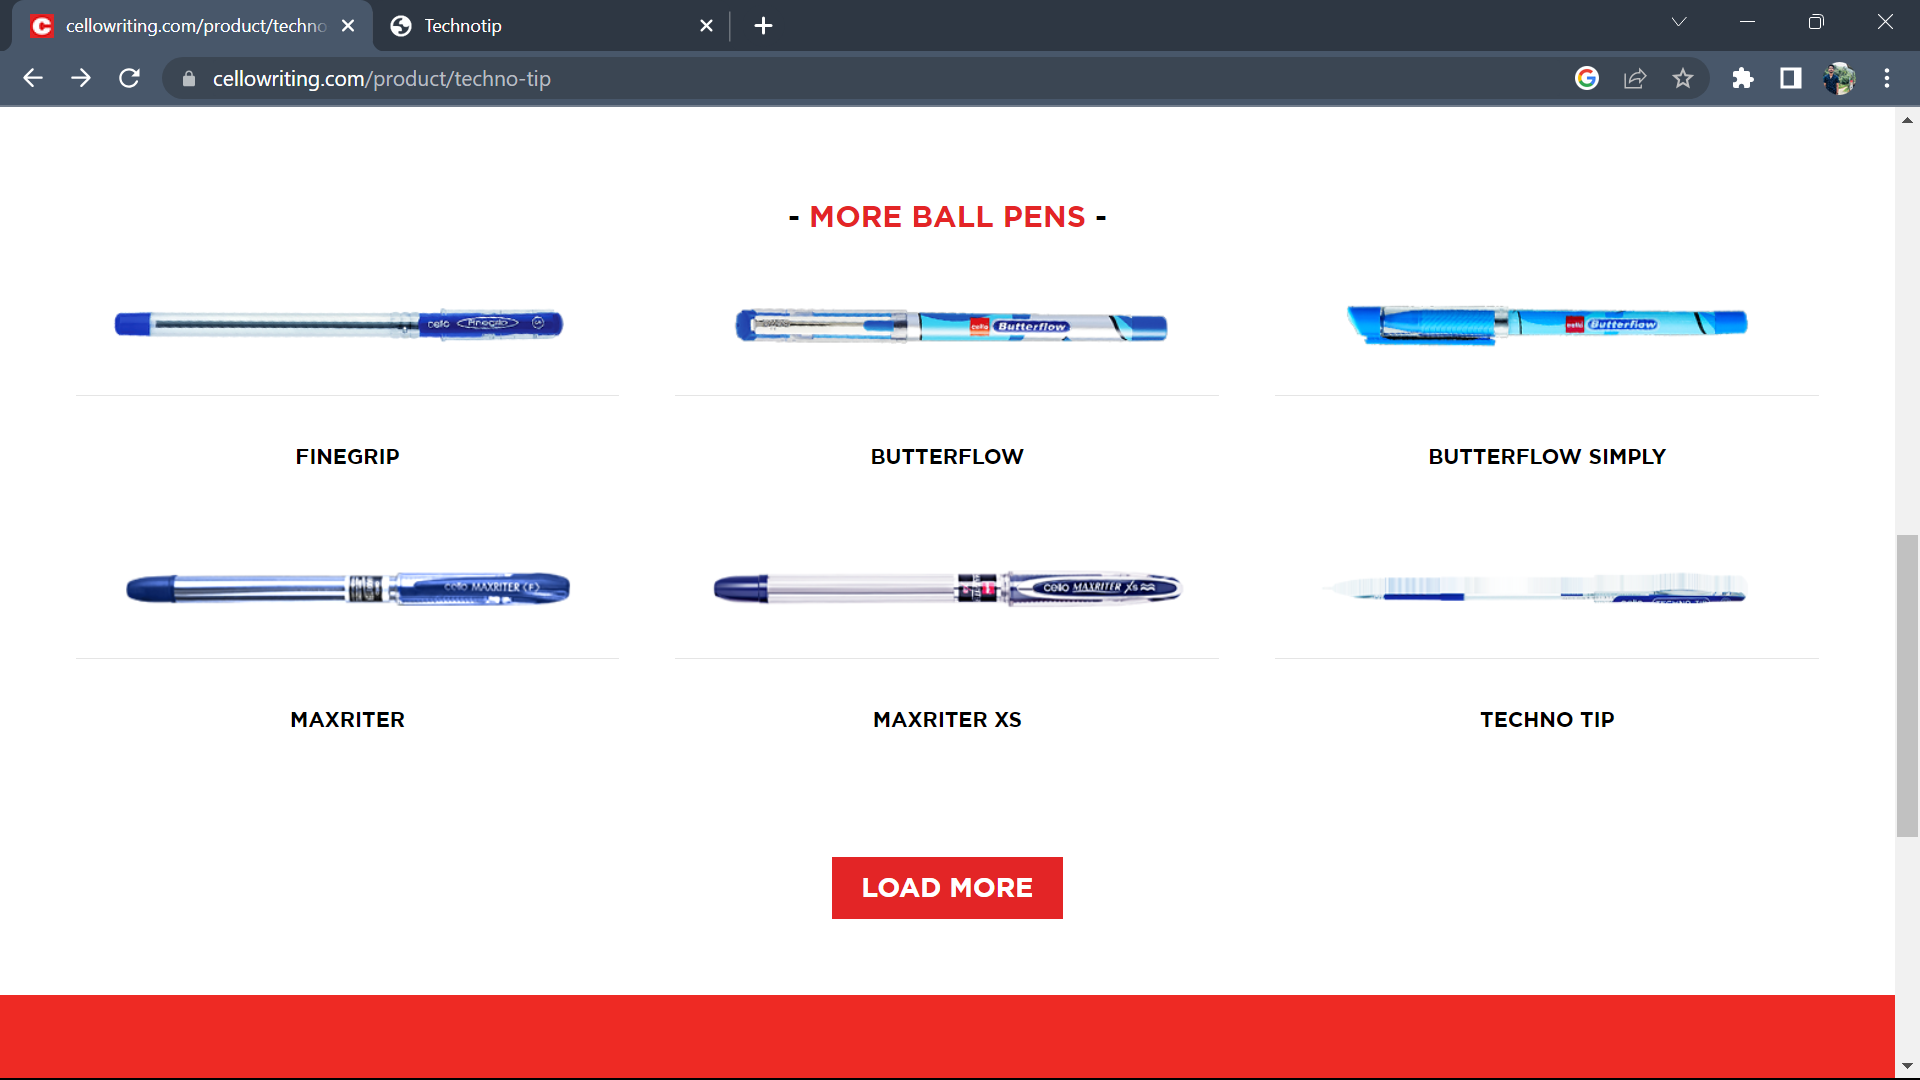 cellowriting.com/product/techno
Technotip
cellowriting.com/product/techno-tip
- MORE BALL PENS -
cello Finegrip
cello Butterflow
cello Butterflow
FINEGRIP
BUTTERFLOW
BUTTERFLOW SIMPLY
cello MAXRITER (F)
cello MAXRITER XS
MAXRITER
MAXRITER XS
TECHNO TIP
LOAD MORE